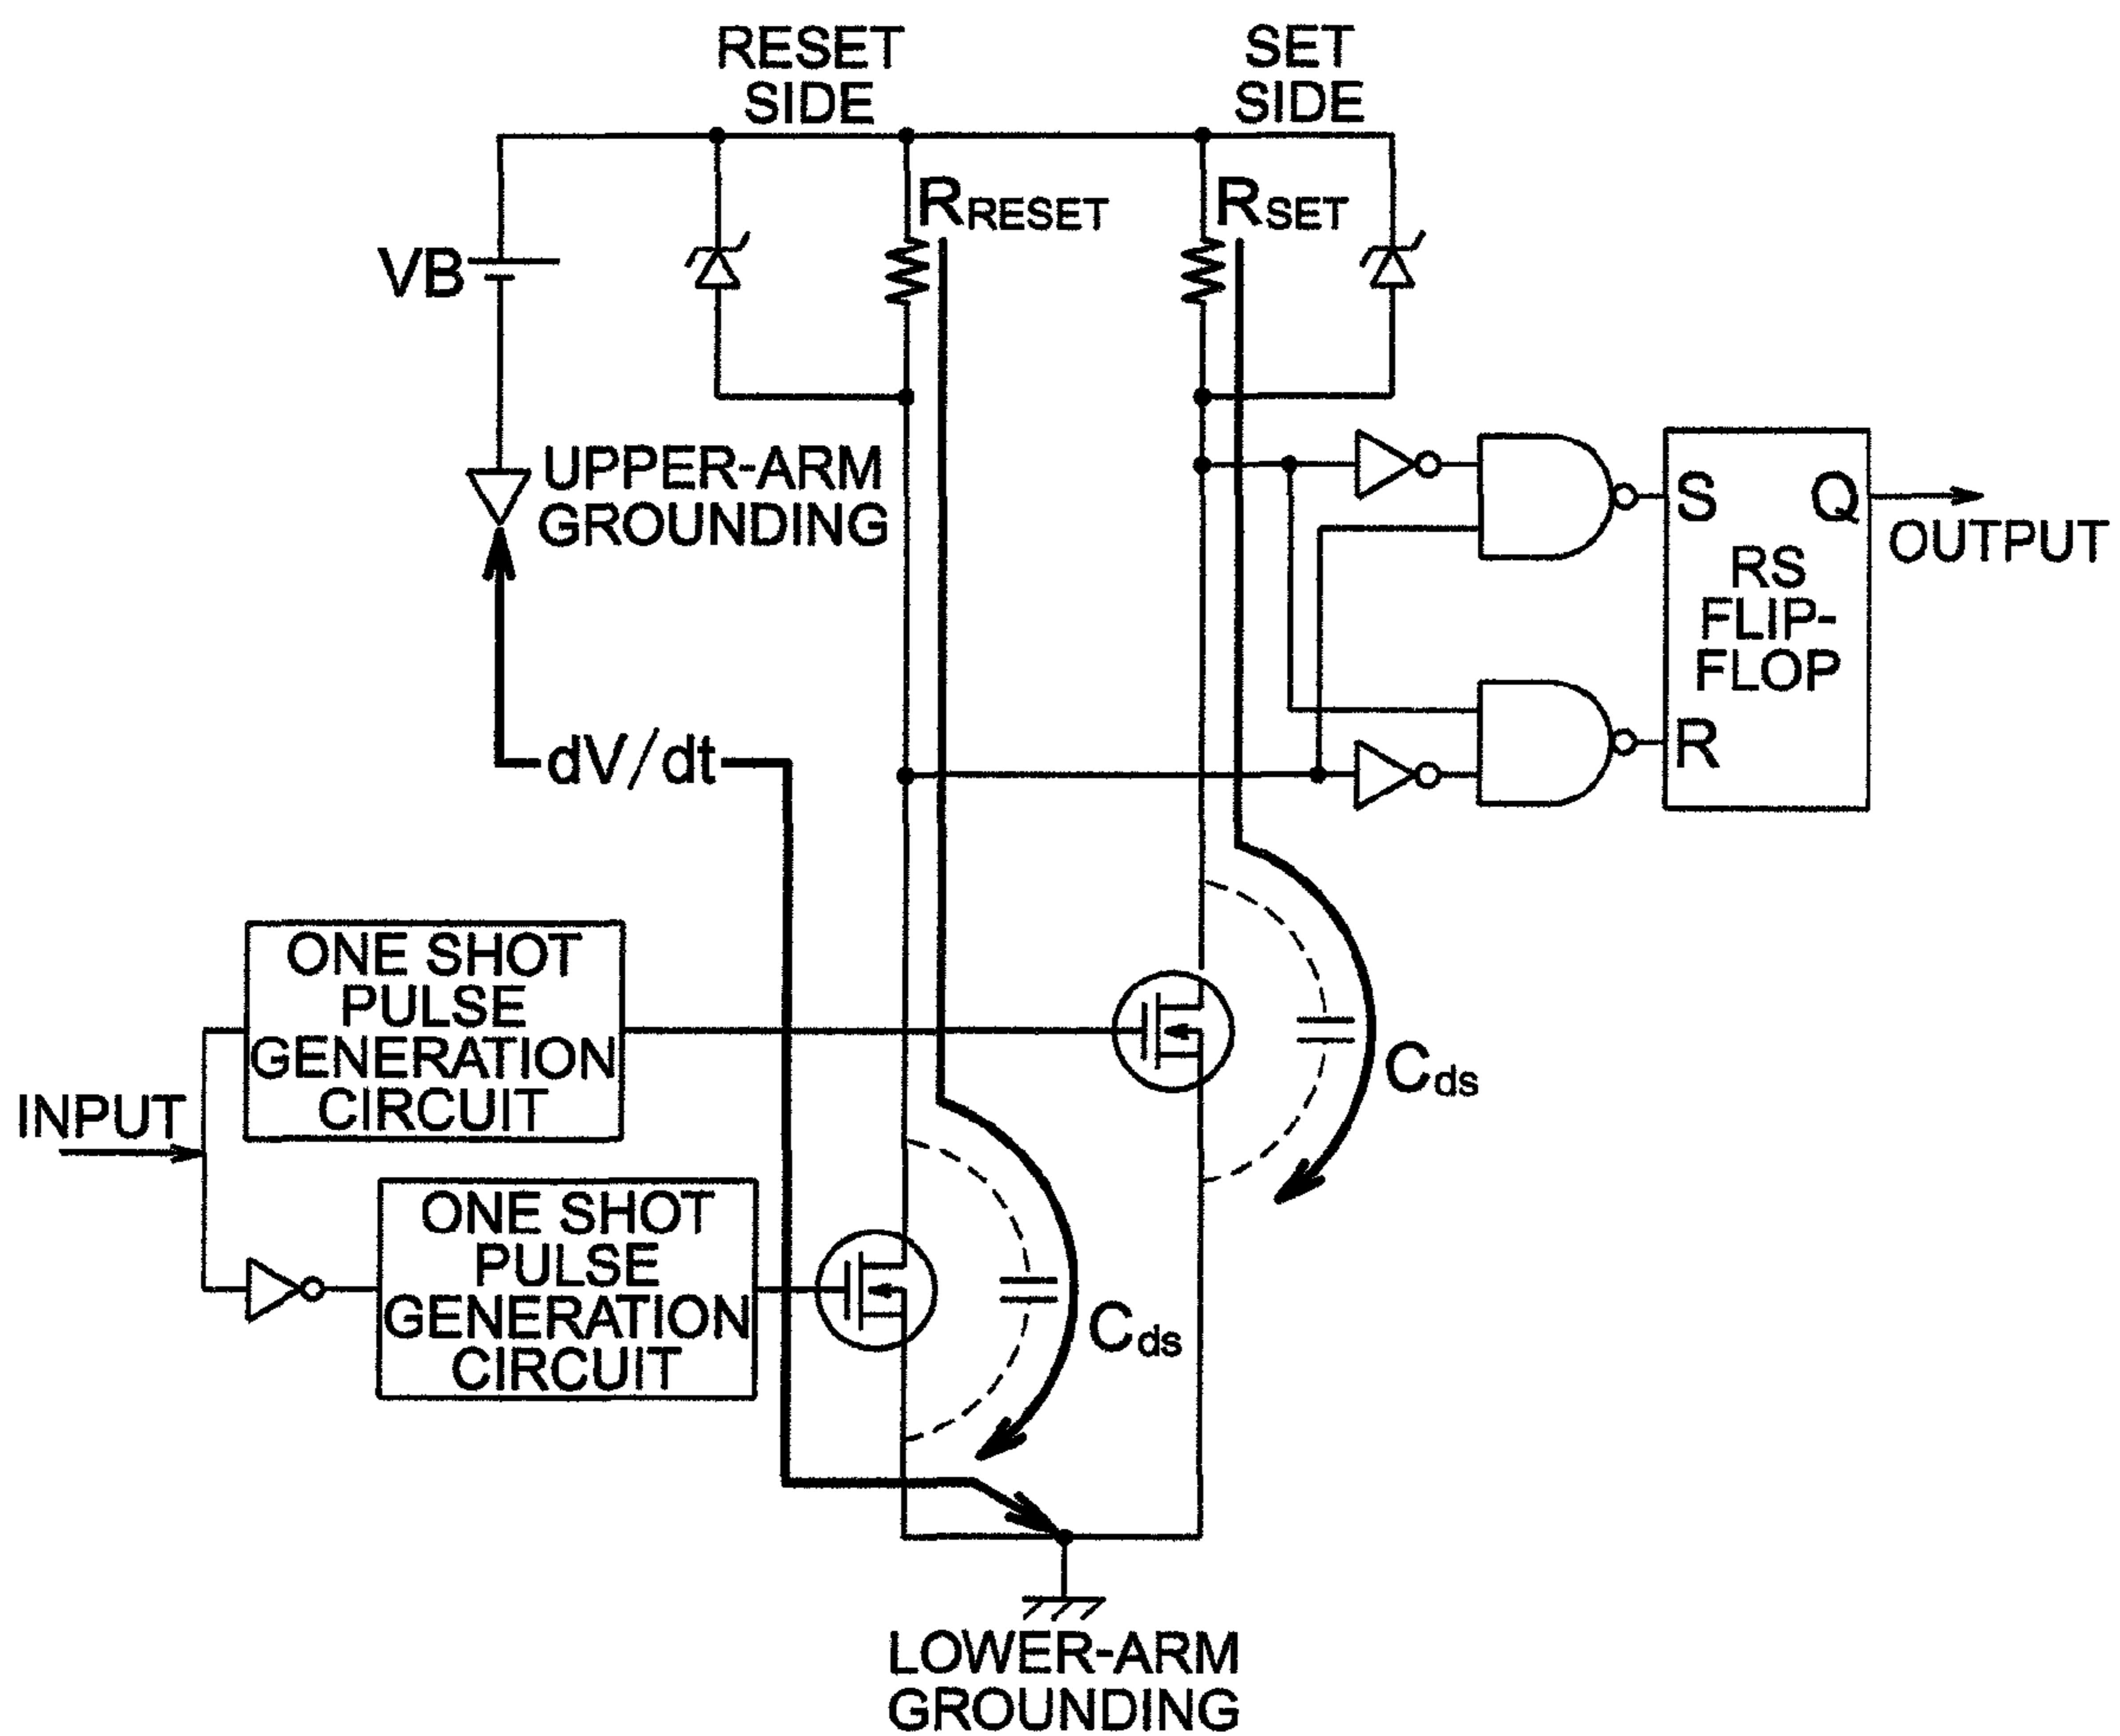 RESET
SIDE
SET
SIDE
RRESET
RSET
VB
UPPER-ARM
GROUNDING
S
Q
OUTPUT
RS
FLIP-
FLOP
R
dV/dt
ONE SHOT
PULSE
GENERATION
CIRCUIT
Cds
INPUT
ONE SHOT
PULSE
GENERATION
CIRCUIT
Cds
LOWER-ARM
GROUNDING